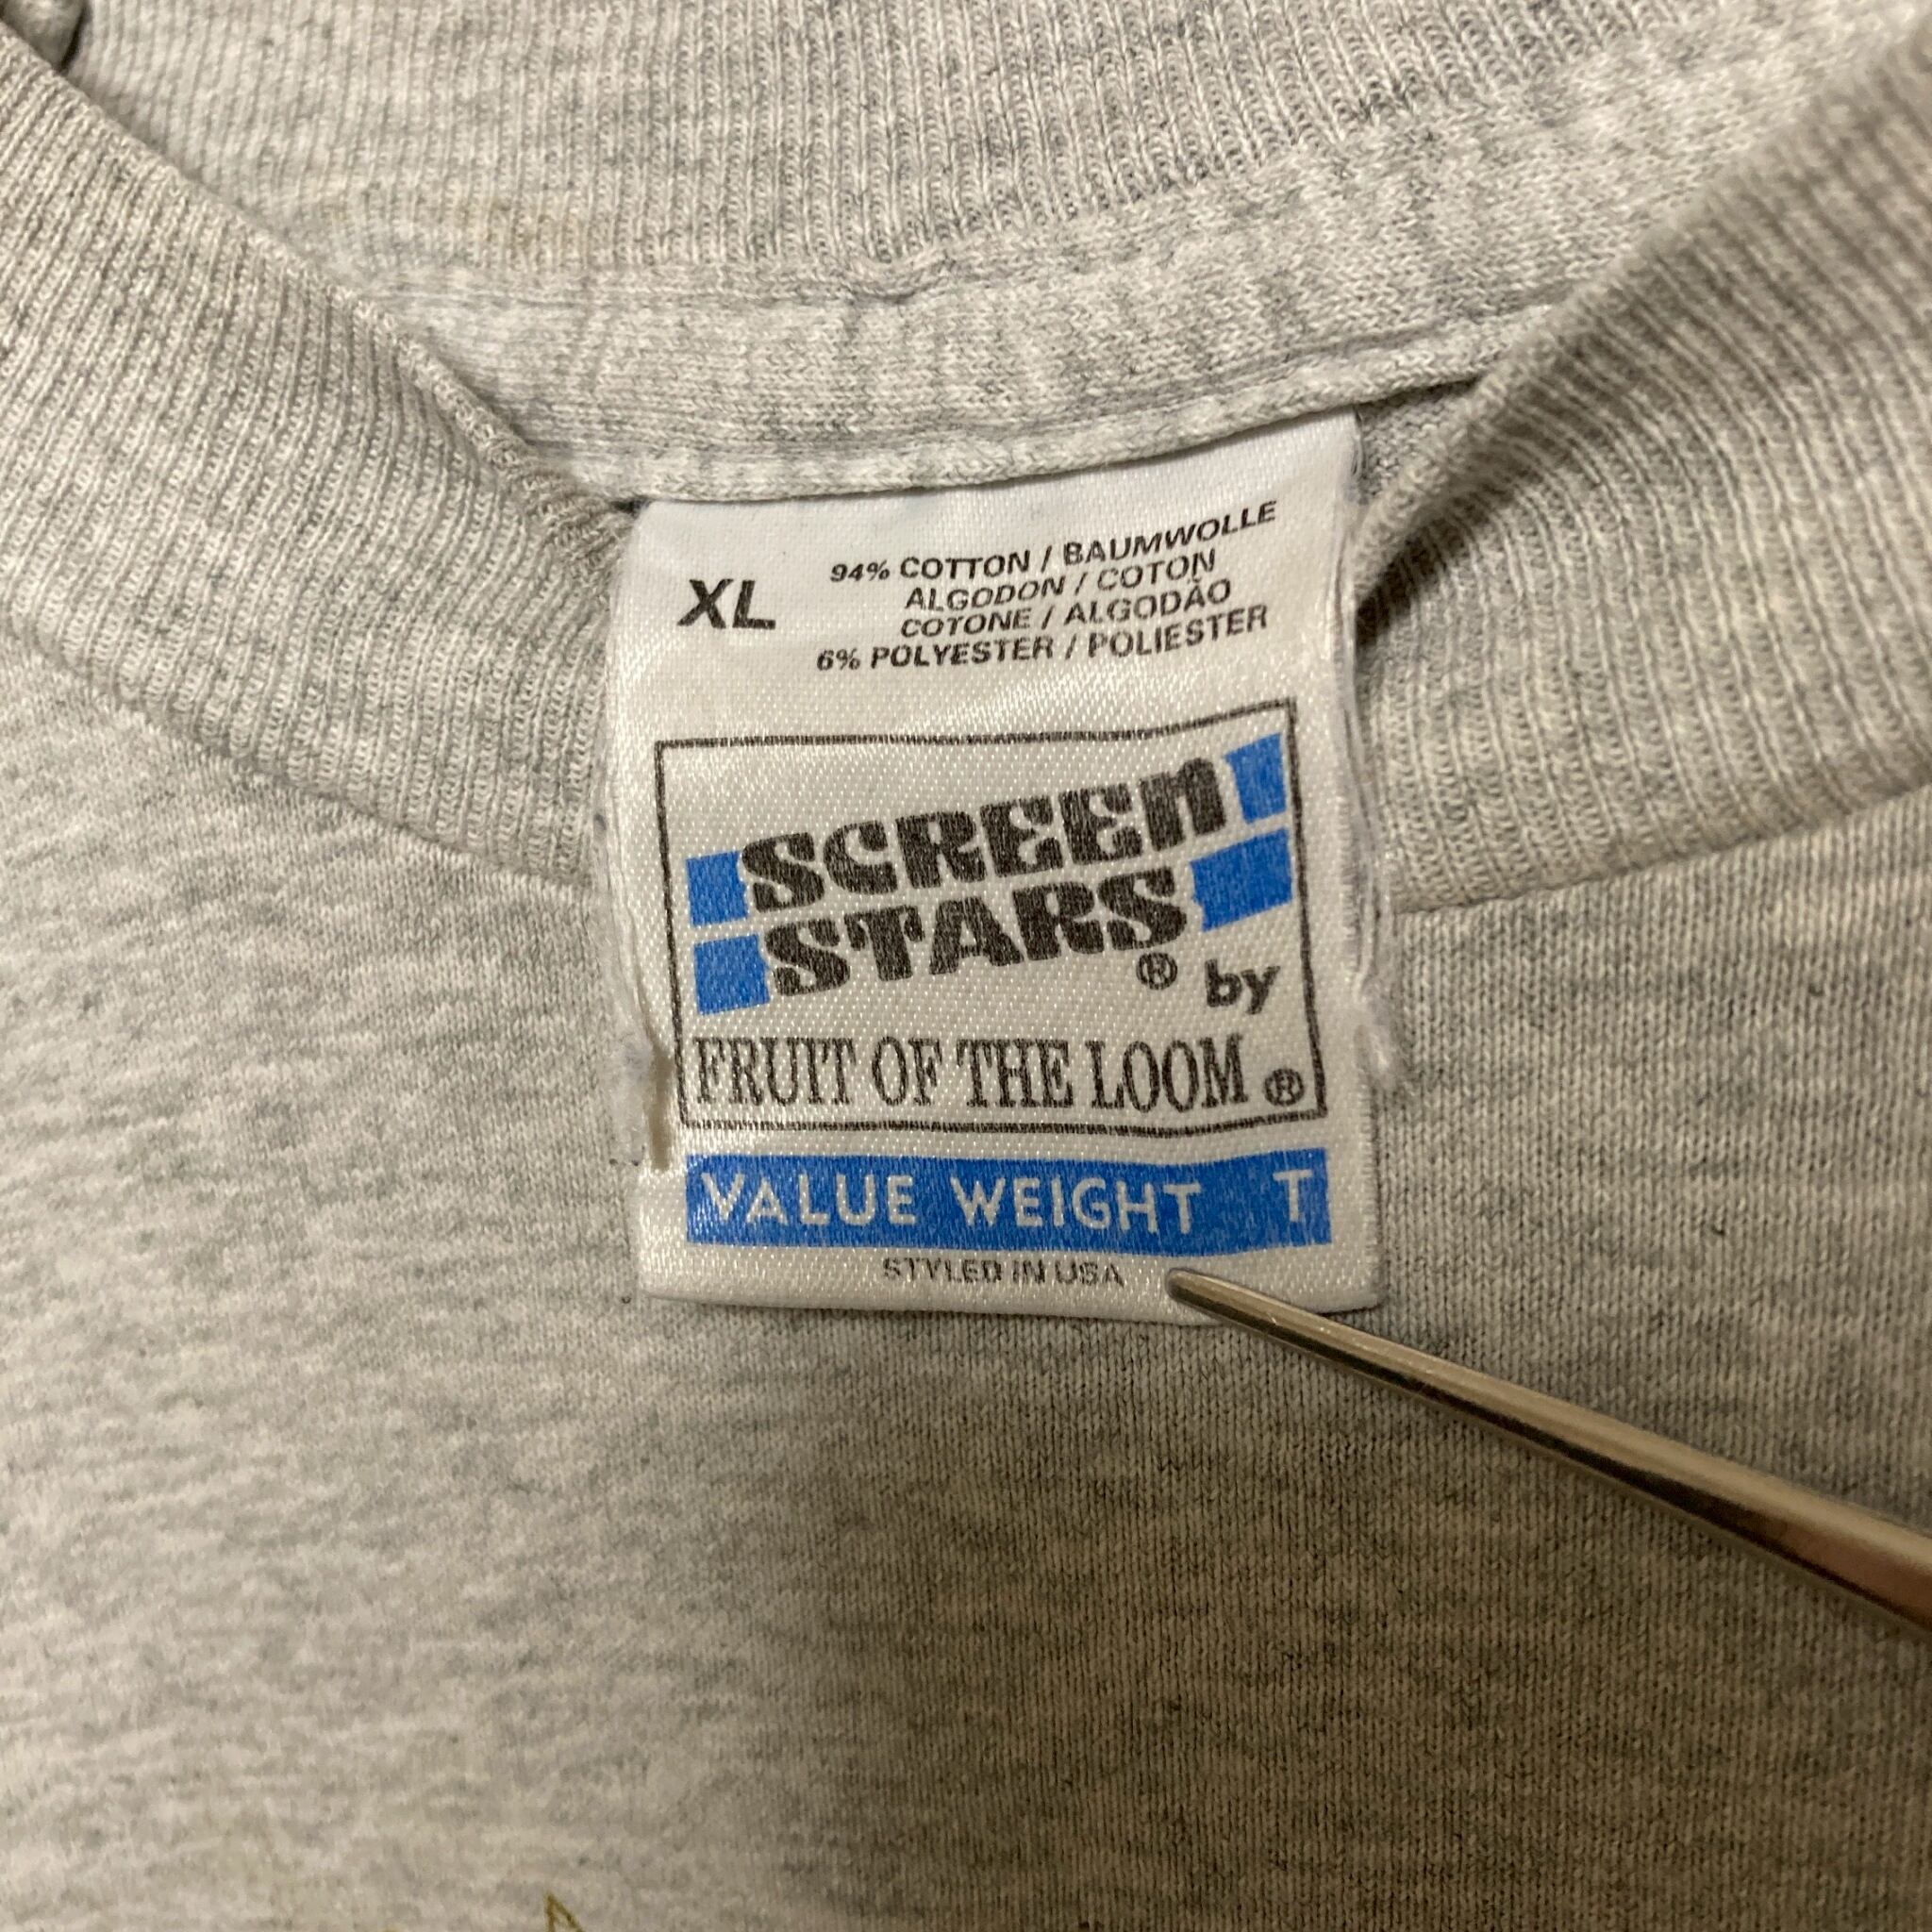 XL
94% COTTON / BAUMWOLLE
ALGODON / COTON
COTONE / ALGODÃO
6% POLYESTER / POLIESTER
SCREEN
STARS® by
FRUIT OF THE LOOM®
VALUE WEIGHT T
STYLED IN USA